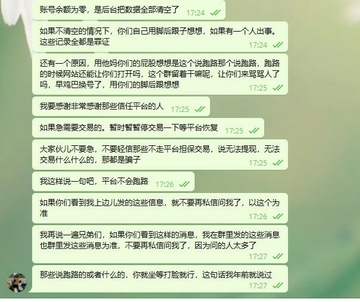 账号余额为零，是后台把数据全部清空了
17:24
如果不清空的情况下，你们自己用脚后跟子想想，如果有一个人出事。
这些记录全都是罪证
17:24
还有一个原因，用他妈你们的屁股想想是这个说跑路那个说跑路，跑路
的时候网站还能让你们打开吗，这个群留着干嘛呢，让你们来骂骂人了
吗，早鸡巴换号了，用你们的脚后跟想想
17:25
我要感谢非常感谢那些信任平台的人
17:25
如果急需要交易的。暂时暂暂停交易一下等平台恢复
17:25
大家伙儿不要急，不要轻信那些不走平台担保交易，说无法提现，无法
交易什么什么的，那都是骗子
17:25
我这样说一句吧，平台不会跑路
17:26
如果你们看到我上边儿发的这些信息，就不要再私信问我了，以这个为
准
17:26
我再说一遍兄弟们，如果你们看到这样的消息，我在群里发的这些消息
也群里发这些消息为准，不要再私信问我了，因为问的人太多了
17:27
那些说跑路的或者什么的，你就坐等打脸就行，这句话我年前就说过
17:27